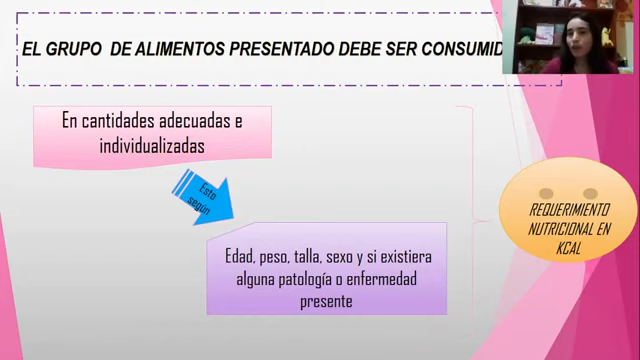 EL GRUPO DE ALIMENTOS PRESENTADO DEBE SER CONSUMID
En cantidades adecuadas e
individualizadas
Esto
según
Edad, peso, talla, sexo y si existiera
alguna patología o enfermedad
presente
REQUERIMIENTO
NUTRICIONAL EN
KCAL